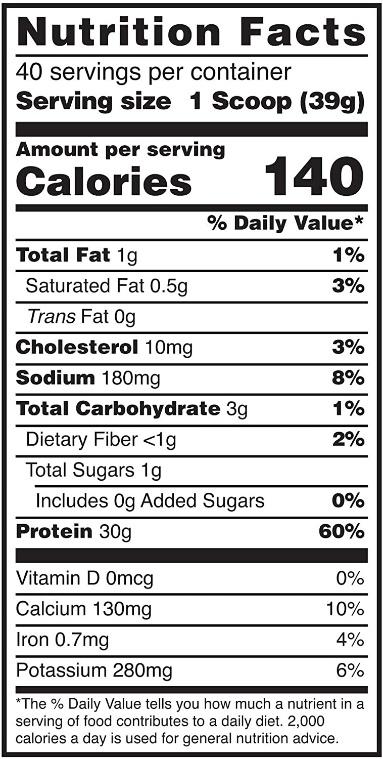 Nutrition Facts
40 servings per container
Serving size 1 Scoop (39g)
Amount per serving
Calories 140
% Daily Value*
Total Fat 1g 1%
Saturated Fat 0.5g 3%
Trans Fat 0g
Cholesterol 10mg 3%
Sodium 180mg 8%
Total Carbohydrate 3g 1%
Dietary Fiber <1g 2%
Total Sugars 1g
Includes 0g Added Sugars 0%
Protein 30g 60%
Vitamin D 0mcg 0%
Calcium 130mg 10%
Iron 0.7mg 4%
Potassium 280mg 6%
*The % Daily Value tells you how much a nutrient in a
serving of food contributes to a daily diet. 2,000
calories a day is used for general nutrition advice.